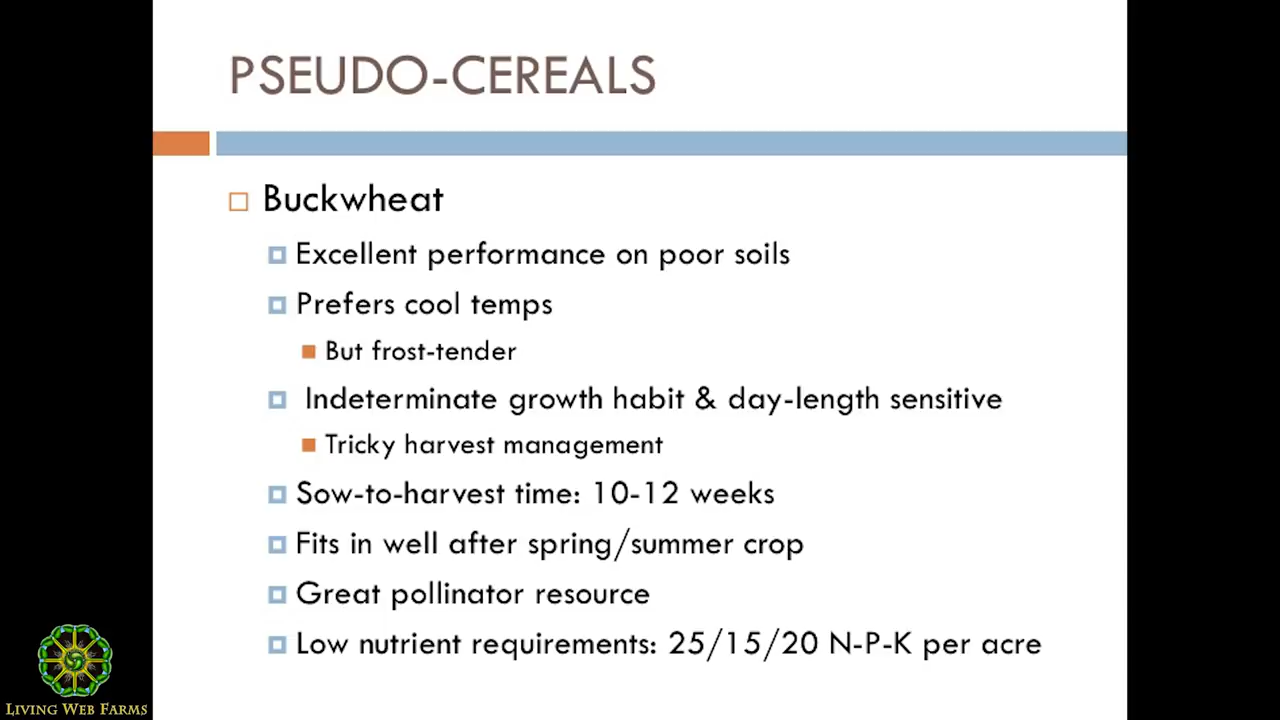 PSEUDO-CEREALS
Buckwheat
Excellent performance on poor soils
Prefers cool temps
But frost-tender
Indeterminate growth habit & day-length sensitive
Tricky harvest management
Sow-to-harvest time: 10-12 weeks
Fits in well after spring/summer crop
Great pollinator resource
Low nutrient requirements: 25/15/20 N-P-K per acre
LIVING WEB FARMS